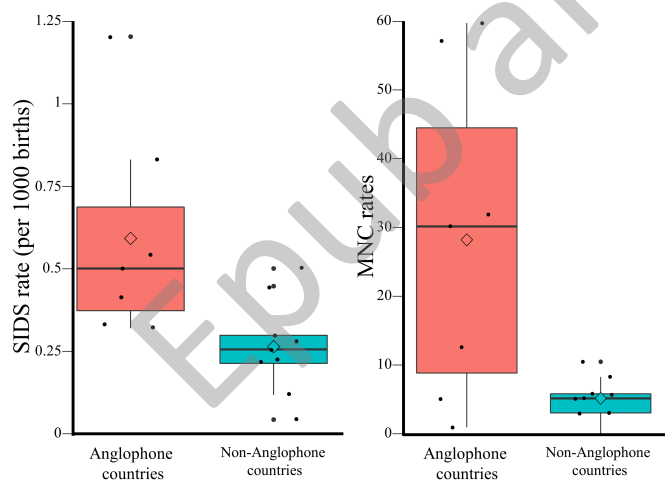 SIDS rate (per 1000 births)
1.25
1
0.75
0.5
0.25
0
Anglophone
countries
Non-Anglophone
countries
MNC rates
60
50
40
30
20
10
0
Anglophone
countries
Non-Anglophone
countries
Epub a